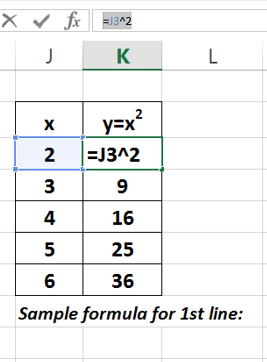 fx =J3^2
J K L
x y=x²
2 =J3^2
3 9
4 16
5 25
6 36
Sample formula for 1st line: